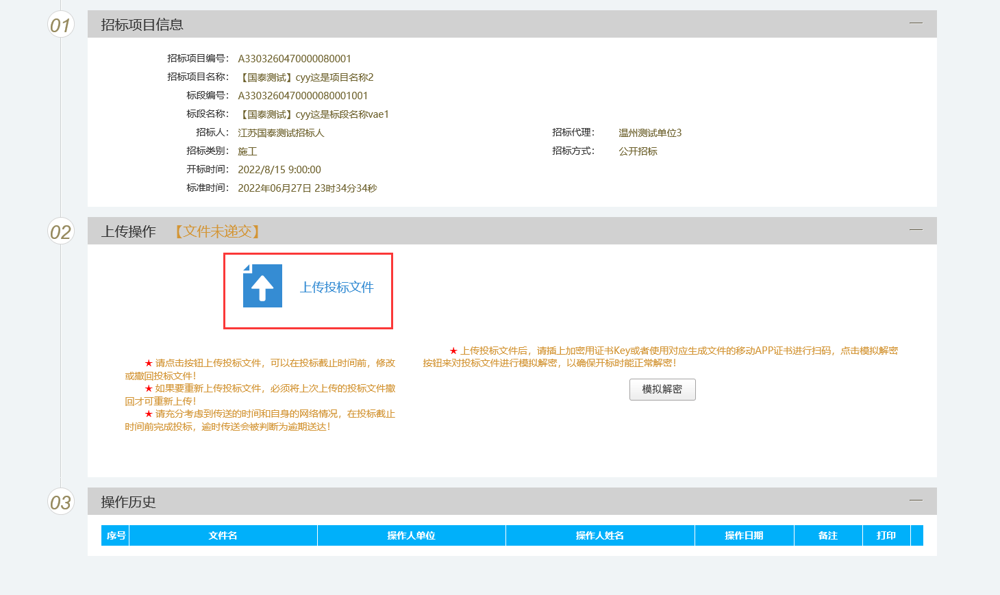 01
招标项目信息
招标项目编号： A3303260470000080001
招标项目名称： 【国泰测试】cyy这是项目名称2
标段编号： A3303260470000080001001
标段名称： 【国泰测试】cyy这是标段名称vae1
招标人： 江苏国泰测试招标人 招标代理： 温州测试单位3
招标类别： 施工 招标方式： 公开招标
开标时间： 2022/8/15 9:00:00
标准时间： 2022年06月27日 23时34分34秒
02
上传操作 【文件未递交】
上传投标文件
★ 请点击按钮上传投标文件，可以在投标截止时间前，修改
或撤回投标文件！
★ 如果要重新上传投标文件，必须将上次上传的投标文件撤
回才可重新上传！
★ 请充分考虑到传送的时间和自身的网络情况，在投标截止
时间前完成投标，逾时传送会被判断为逾期送达！
★ 上传投标文件后，请插上加密用证书Key或者使用对应生成文件的移动APP证书进行扫码，点击模拟解密
按钮来对投标文件进行模拟解密，以确保开标时能正常解密！
模拟解密
03
操作历史
序号 文件名 操作人单位 操作人姓名 操作日期 备注 打印